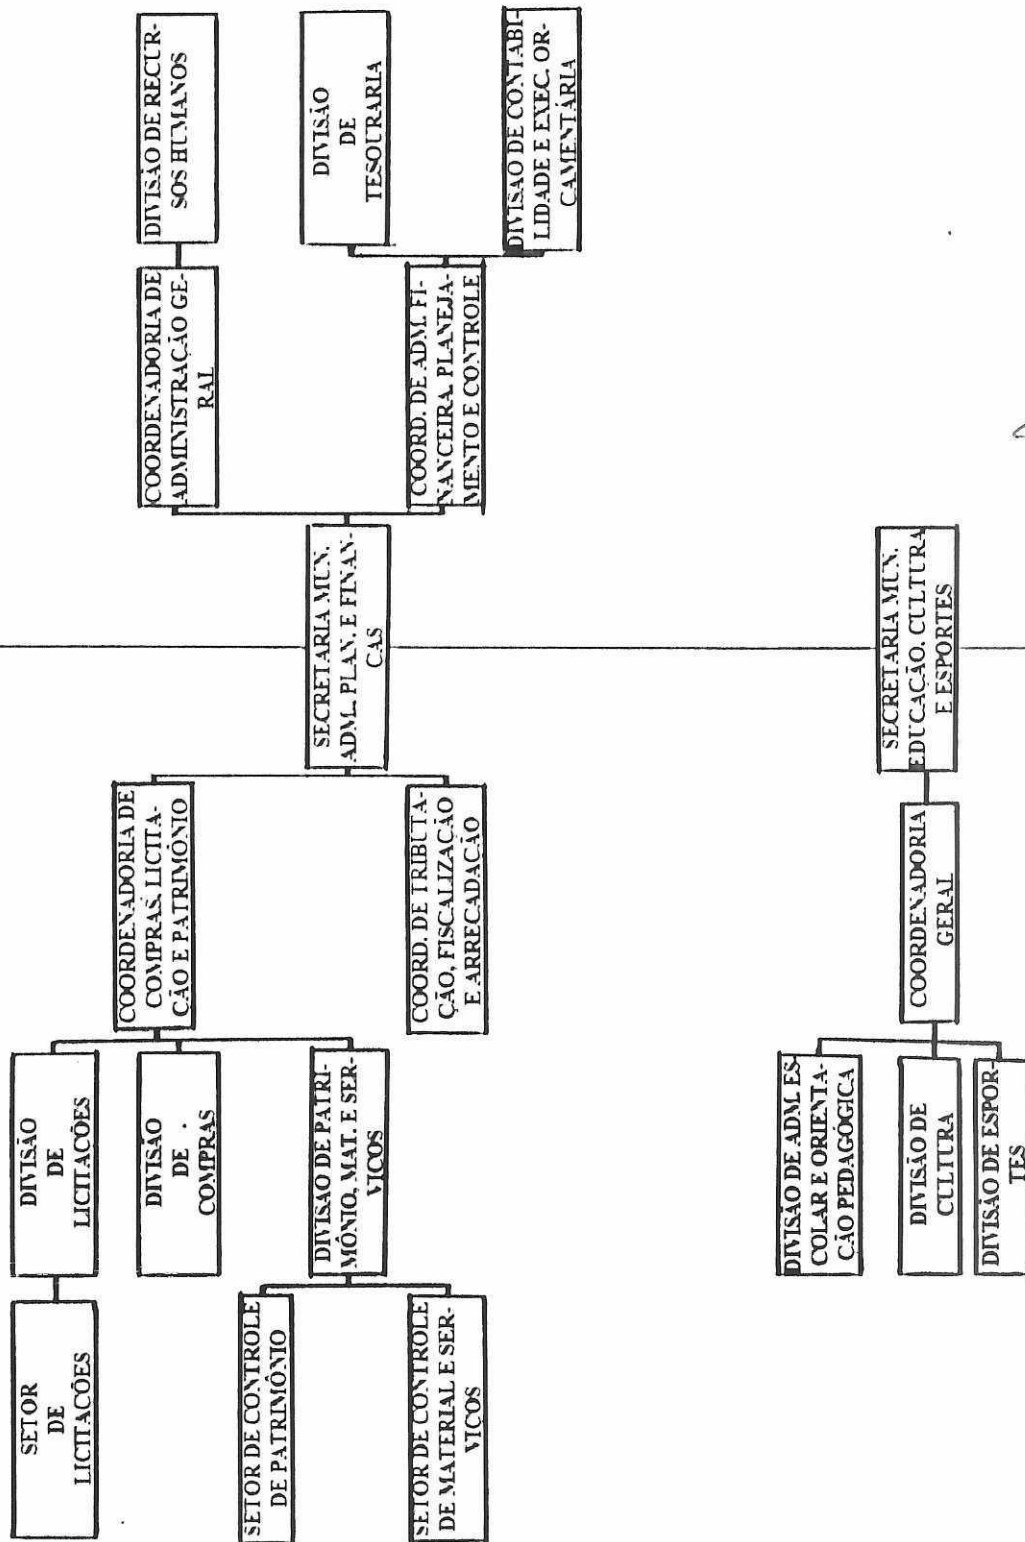 SETOR
DE
LICITAÇÕES
DIVISÃO
DE
LICITAÇÕES
DIVISÃO
DE
COMPRAS
SETOR DE CONTROLE
DE PATRIMÔNIO
SETOR DE CONTROLE
DE MATERIAL E SER-
VIÇOS
DIVISÃO DE PATRI-
MÔNIO, MAT. E SER-
VIÇOS
COORDENADORIA DE
COMPRAS, LICITA-
ÇÃO E PATRIMÔNIO
COORD. DE TRIBUTA-
ÇÃO, FISCALIZAÇÃO
E ARRECADAÇÃO
SECRETARIA MUN.
ADM., PLAN. E FINAN-
ÇAS
COORDENADORIA DE
ADMINISTRAÇÃO GE-
RAL
DIVISÃO DE RECUR-
SOS HUMANOS
COORD. DE ADM. FI-
NANCEIRA, PLANEJA-
MENTO E CONTROLE
DIVISÃO
DE
TESOURARIA
DIVISÃO DE CONTABI-
LIDADE E EXEC. OR-
CAMENTÁRIA
DIVISÃO DE ADM. ES-
COLAR E ORIENTA-
ÇÃO PEDAGÓGICA
DIVISÃO DE
CULTURA
DIVISÃO DE ESPOR-
TES
COORDENADORIA
GERAL
SECRETARIA MUN.
EDUCAÇÃO, CULTURA
E ESPORTES